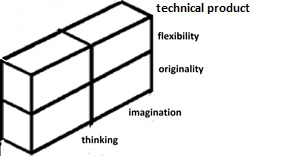 technical product
flexibility
originality
imagination
thinking